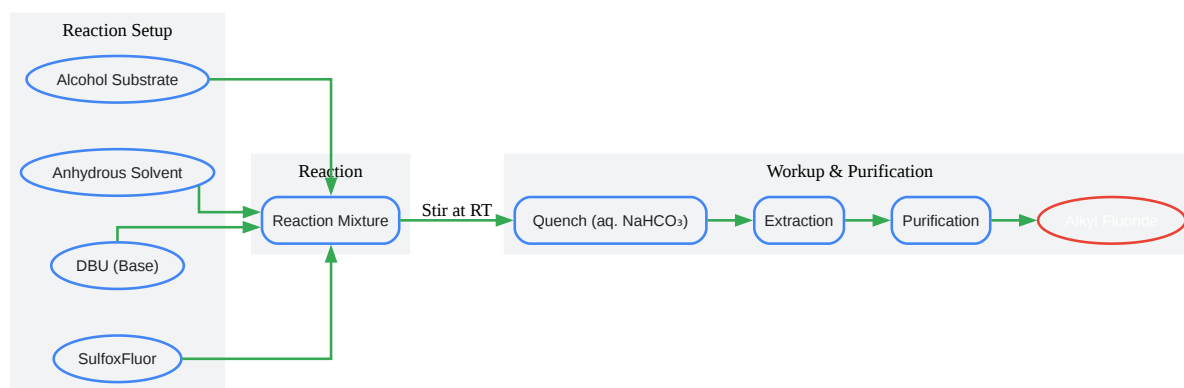 Reaction Setup
Alcohol Substrate
Anhydrous Solvent
DBU (Base)
SulfoxFluor
Reaction
Reaction Mixture
Stir at RT
Workup & Purification
Quench (aq. NaHCO₃)
Extraction
Purification
Alkyl Fluoride